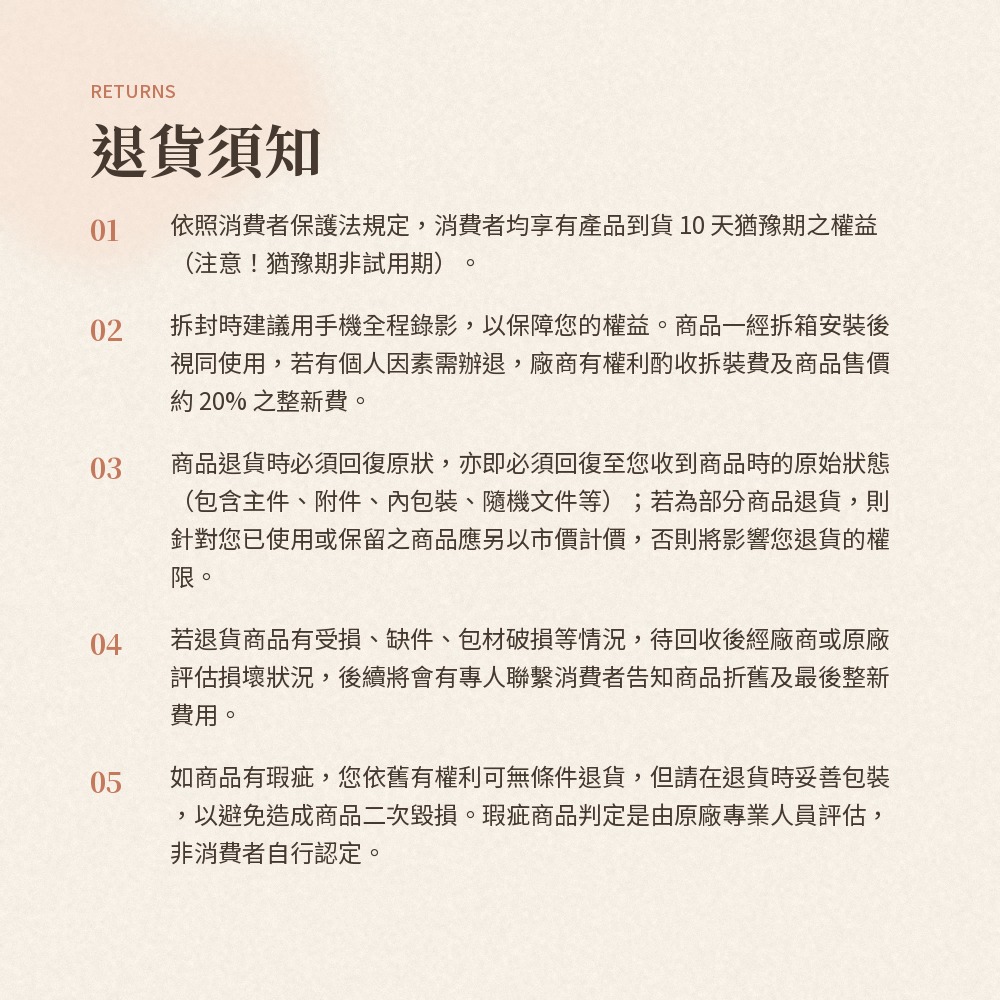 RETURNS
退貨須知
01
依照消費者保護法規定，消費者均享有產品到貨 10 天猶豫期之權益
（注意！猶豫期非試用期）。
02
拆封時建議用手機全程錄影，以保障您的權益。商品一經拆箱安裝後
視同使用，若有個人因素需辦退，廠商有權利酌收拆裝費及商品售價
約 20% 之整新費。
03
商品退貨時必須回復原狀，亦即必須回復至您收到商品時的原始狀態
（包含主件、附件、內包裝、隨機文件等）；若為部分商品退貨，則
針對您已使用或保留之商品應另以市價計價，否則將影響您退貨的權
限。
04
若退貨商品有受損、缺件、包材破損等情況，待回收後經廠商或原廠
評估損壞狀況，後續將會有專人聯繫消費者告知商品折舊及最後整新
費用。
05
如商品有瑕疵，您依舊有權利可無條件退貨，但請在退貨時妥善包裝
，以避免造成商品二次毀損。瑕疵商品判定是由原廠專業人員評估，
非消費者自行認定。